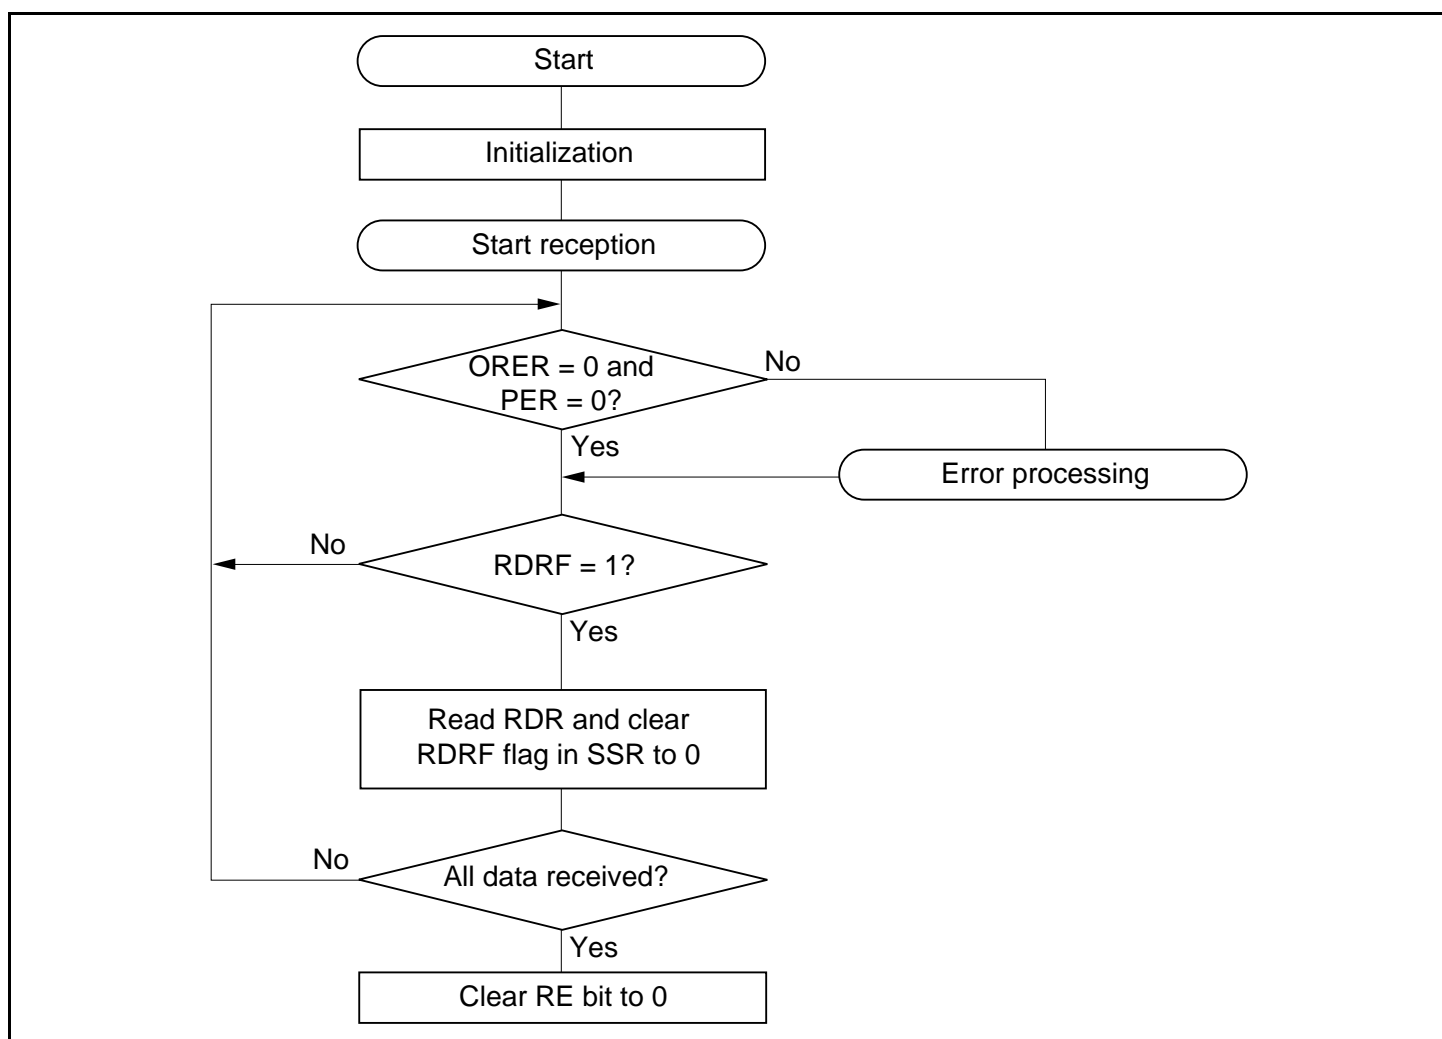 Start
Initialization
Start reception
ORER = 0 and
PER = 0?
No
Yes
Error processing
No
RDRF = 1?
Yes
Read RDR and clear
RDRF flag in SSR to 0
No
All data received?
Yes
Clear RE bit to 0